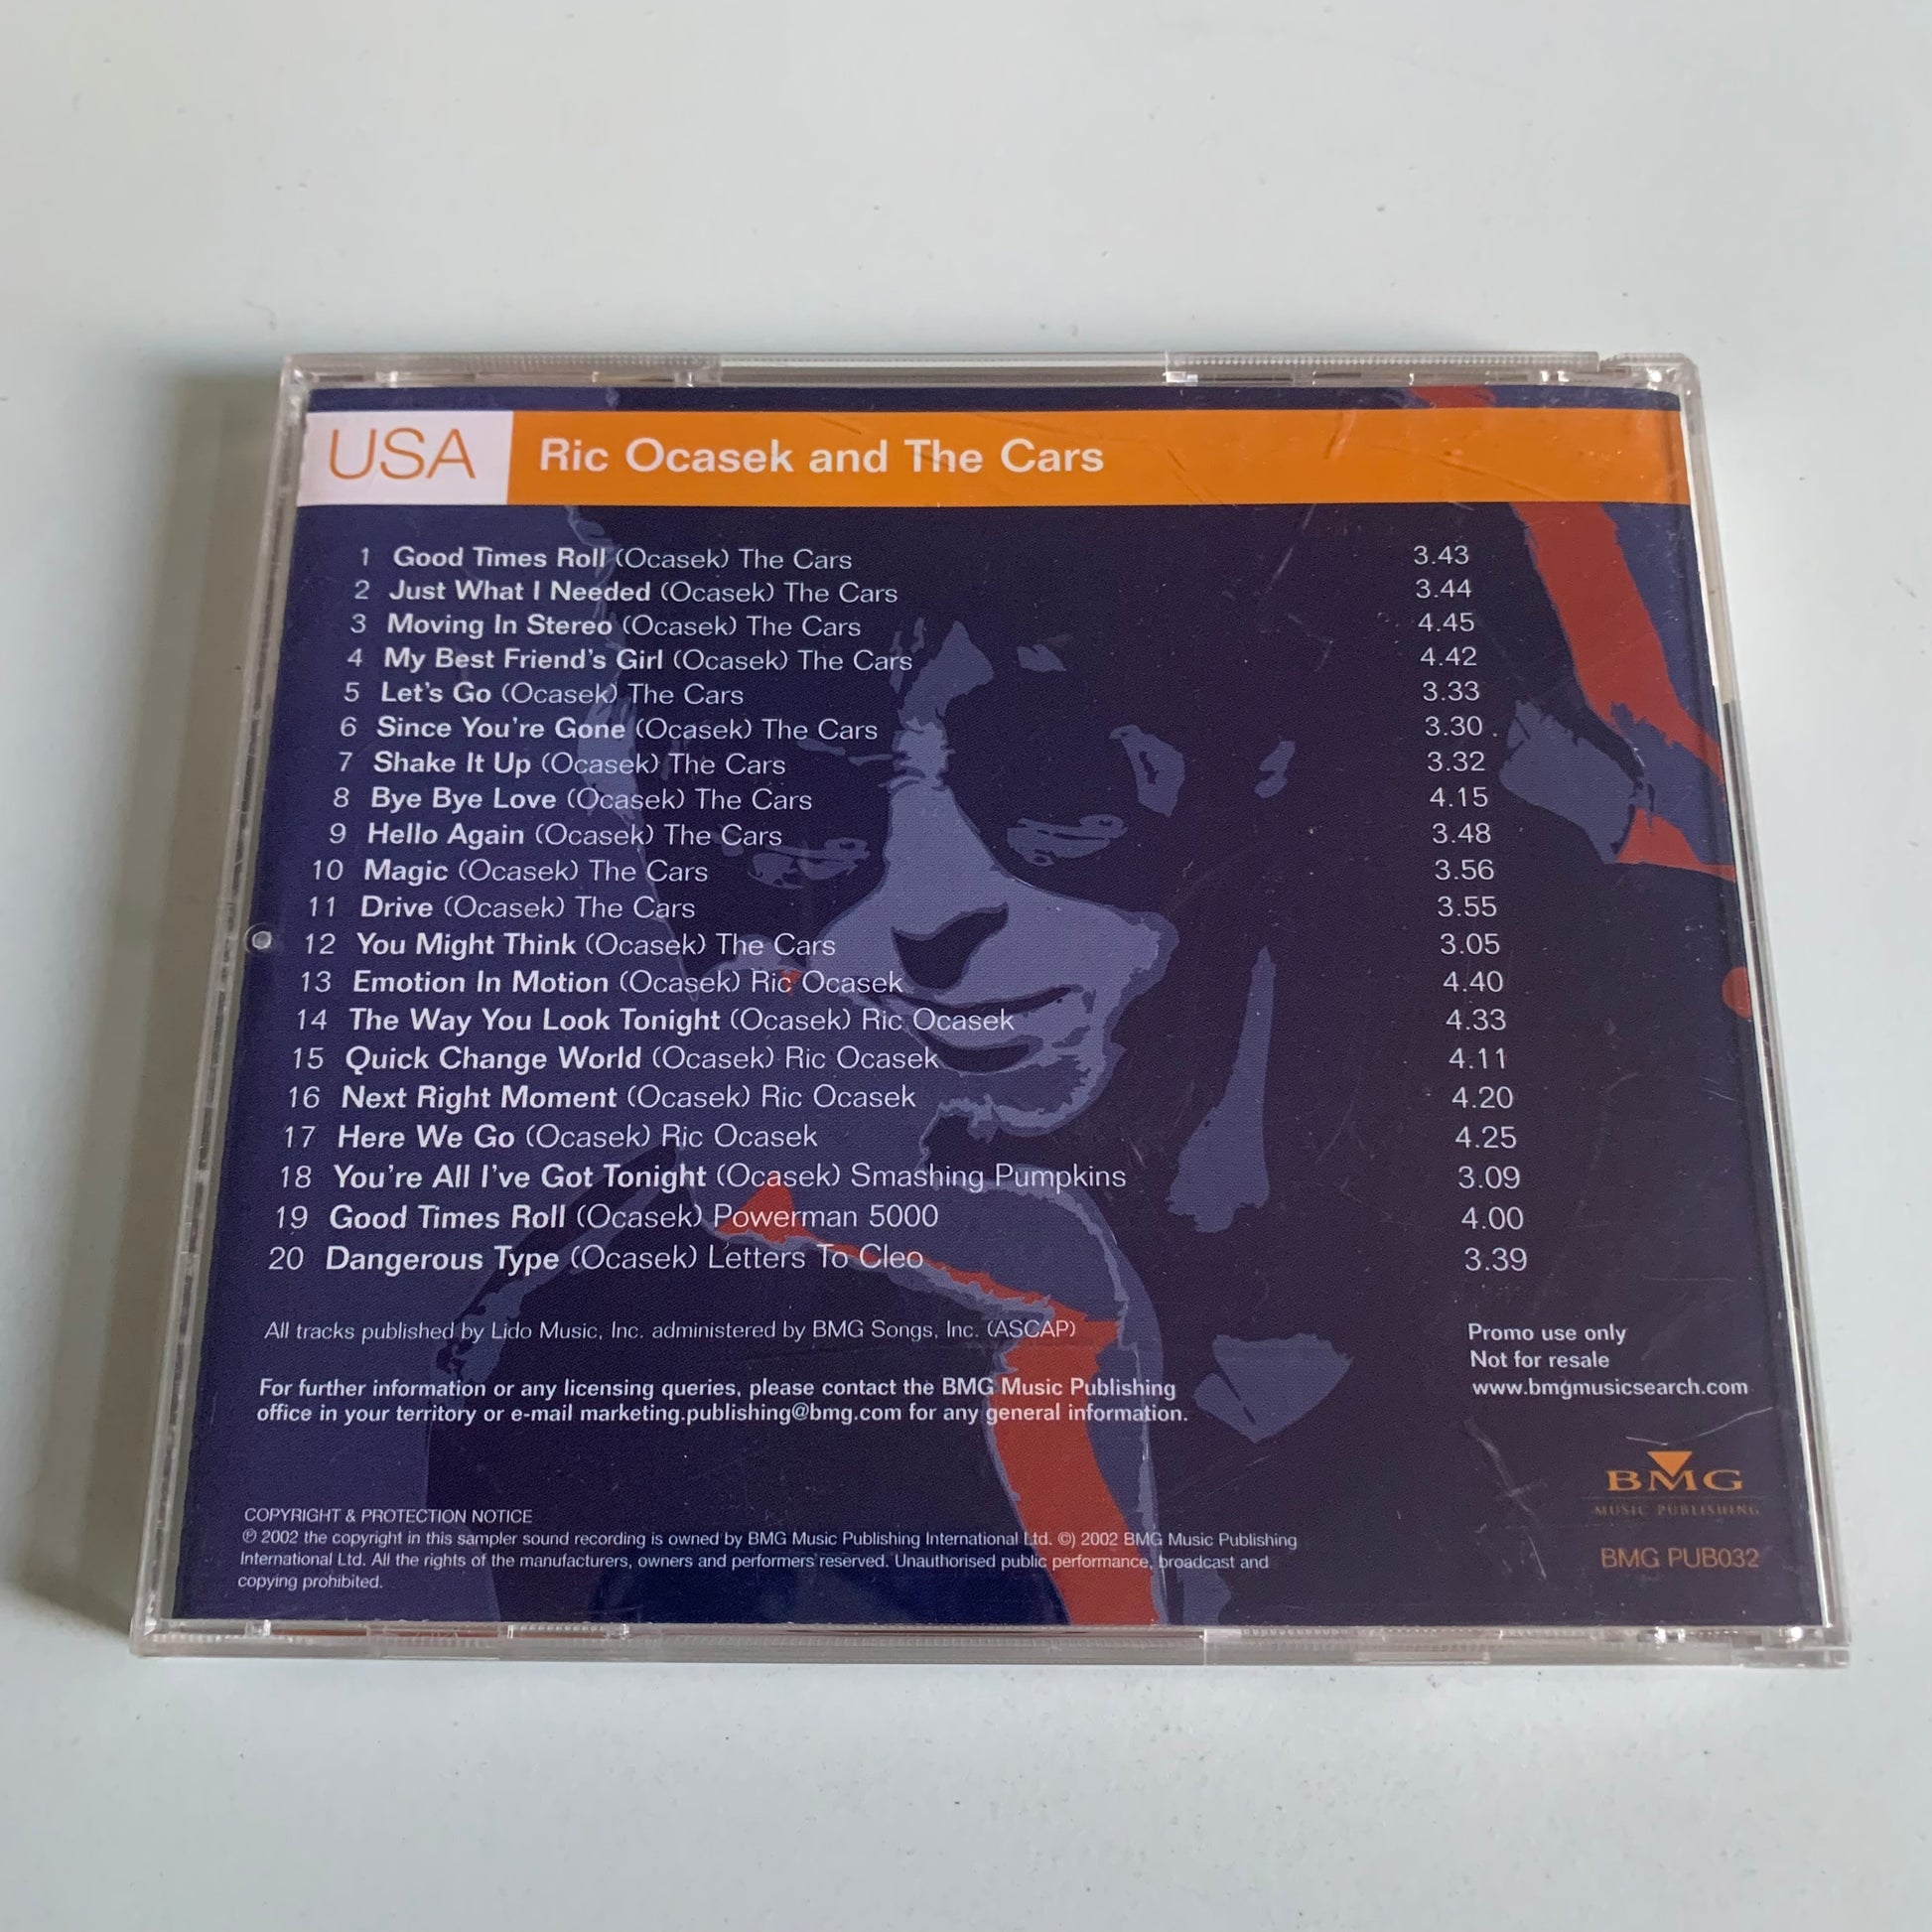 USA Ric Ocasek and The Cars
1 Good Times Roll (Ocasek) The Cars 3.43
2 Just What I Needed (Ocasek) The Cars 3.44
3 Moving In Stereo (Ocasek) The Cars 4.45
4 My Best Friend's Girl (Ocasek) The Cars 4.42
5 Let's Go (Ocasek) The Cars 3.33
6 Since You're Gone (Ocasek) The Cars 3.30
7 Shake It Up (Ocasek) The Cars 3.32
8 Bye Bye Love (Ocasek) The Cars 4.15
9 Hello Again (Ocasek) The Cars 3.48
10 Magic (Ocasek) The Cars 3.56
11 Drive (Ocasek) The Cars 3.55
12 You Might Think (Ocasek) The Cars 3.05
13 Emotion In Motion (Ocasek) Ric Ocasek 4.40
14 The Way You Look Tonight (Ocasek) Ric Ocasek 4.33
15 Quick Change World (Ocasek) Ric Ocasek 4.11
16 Next Right Moment (Ocasek) Ric Ocasek 4.20
17 Here We Go (Ocasek) Ric Ocasek 4.25
18 You're All I've Got Tonight (Ocasek) Smashing Pumpkins 3.09
19 Good Times Roll (Ocasek) Powerman 5000 4.00
20 Dangerous Type (Ocasek) Letters To Cleo 3.39
All tracks published by Lido Music, Inc. administered by BMG Songs, Inc. (ASCAP)
For further information or any licensing queries, please contact the BMG Music Publishing
office in your territory or e-mail marketing.publishing@bmg.com for any general information.
Promo use only
Not for resale
www.bmgmusicsearch.com
BMG
MUSIC PUBLISHING
BMG PUB032
COPYRIGHT & PROTECTION NOTICE
℗ 2002 the copyright in this sampler sound recording is owned by BMG Music Publishing International Ltd. ©) 2002 BMG Music Publishing
International Ltd. All the rights of the manufacturers, owners and performers reserved. Unauthorised public performance, broadcast and
copying prohibited.